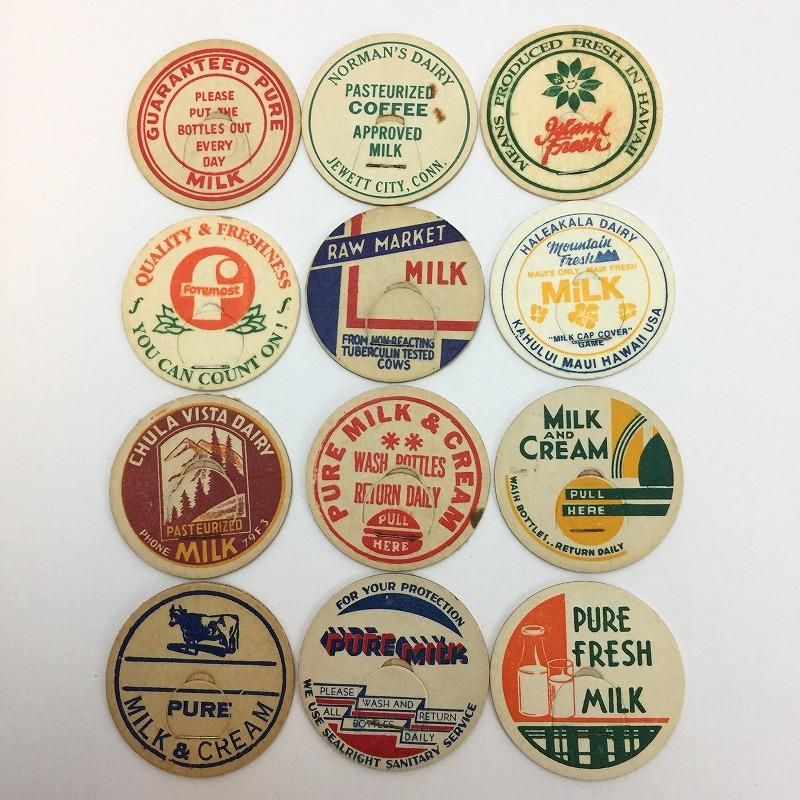 GUARANTEED PURE
PLEASE
PUT THE
BOTTLES OUT
EVERY
DAY
MILK
NORMAN'S DAIRY
PASTEURIZED
COFFEE
APPROVED
MILK
JEWETT CITY, CONN.
MEANS PRODUCED FRESH IN HAWAII
Island
Fresh
QUALITY & FRESHNESS
Foremost
YOU CAN COUNT ON!
RAW MARKET
MILK
FROM NON-REACTING
TUBERCULIN TESTED
COWS
HALEAKALA DAIRY
Mountain
Fresh
MAUI'S ONLY MAUI FRESH
MiLK
"MILK CAP COVER"
GAME
KAHULUI MAUI HAWAII USA
CHULA VISTA DAIRY
PASTEURIZED
MILK
PHONE 79F3
PURE MILK & CREAM
WASH BOTTLES
RETURN DAILY
PULL
HERE
MILK
AND
CREAM
PULL
HERE
WASH BOTTLES.. RETURN DAILY
PURE
MILK & CREAM
FOR YOUR PROTECTION
PURE MILK
PLEASE WASH AND RETURN
ALL BOTTLES DAILY
WE USE SEALRIGHT SANITARY SERVICE
PURE
FRESH
MILK